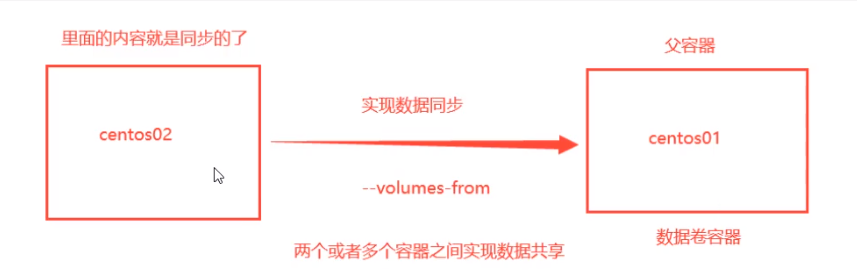 里面的内容就是同步的了
父容器
实现数据同步
centos02
centos01
--volumes-from
两个或者多个容器之间实现数据共享
数据卷容器